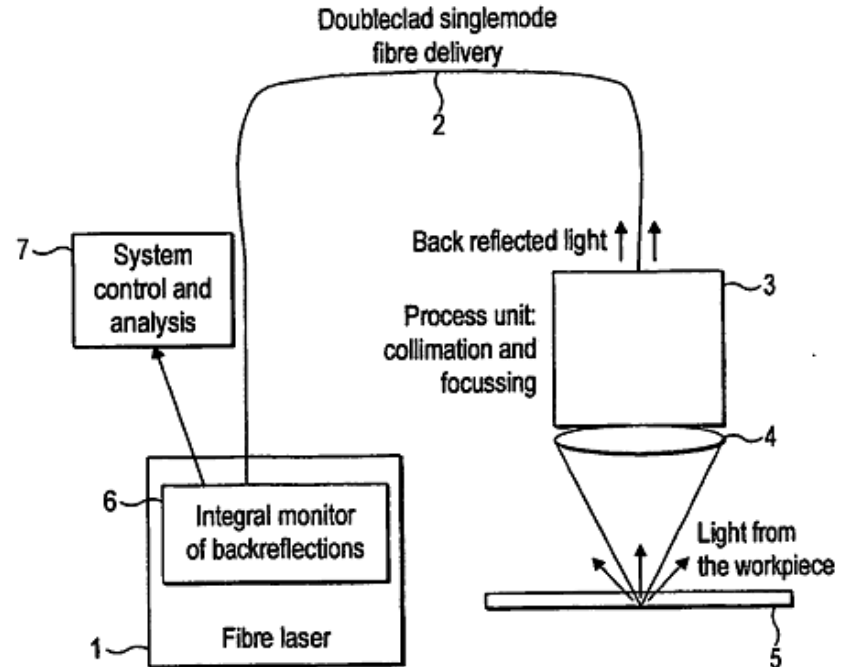 Doubleclad singlemode
fibre delivery
2
7
System
control and
analysis
Back reflected light
3
Process unit:
collimation and
focussing
4
6
Integral monitor
of backreflections
Light from
the workpiece
1
Fibre laser
5